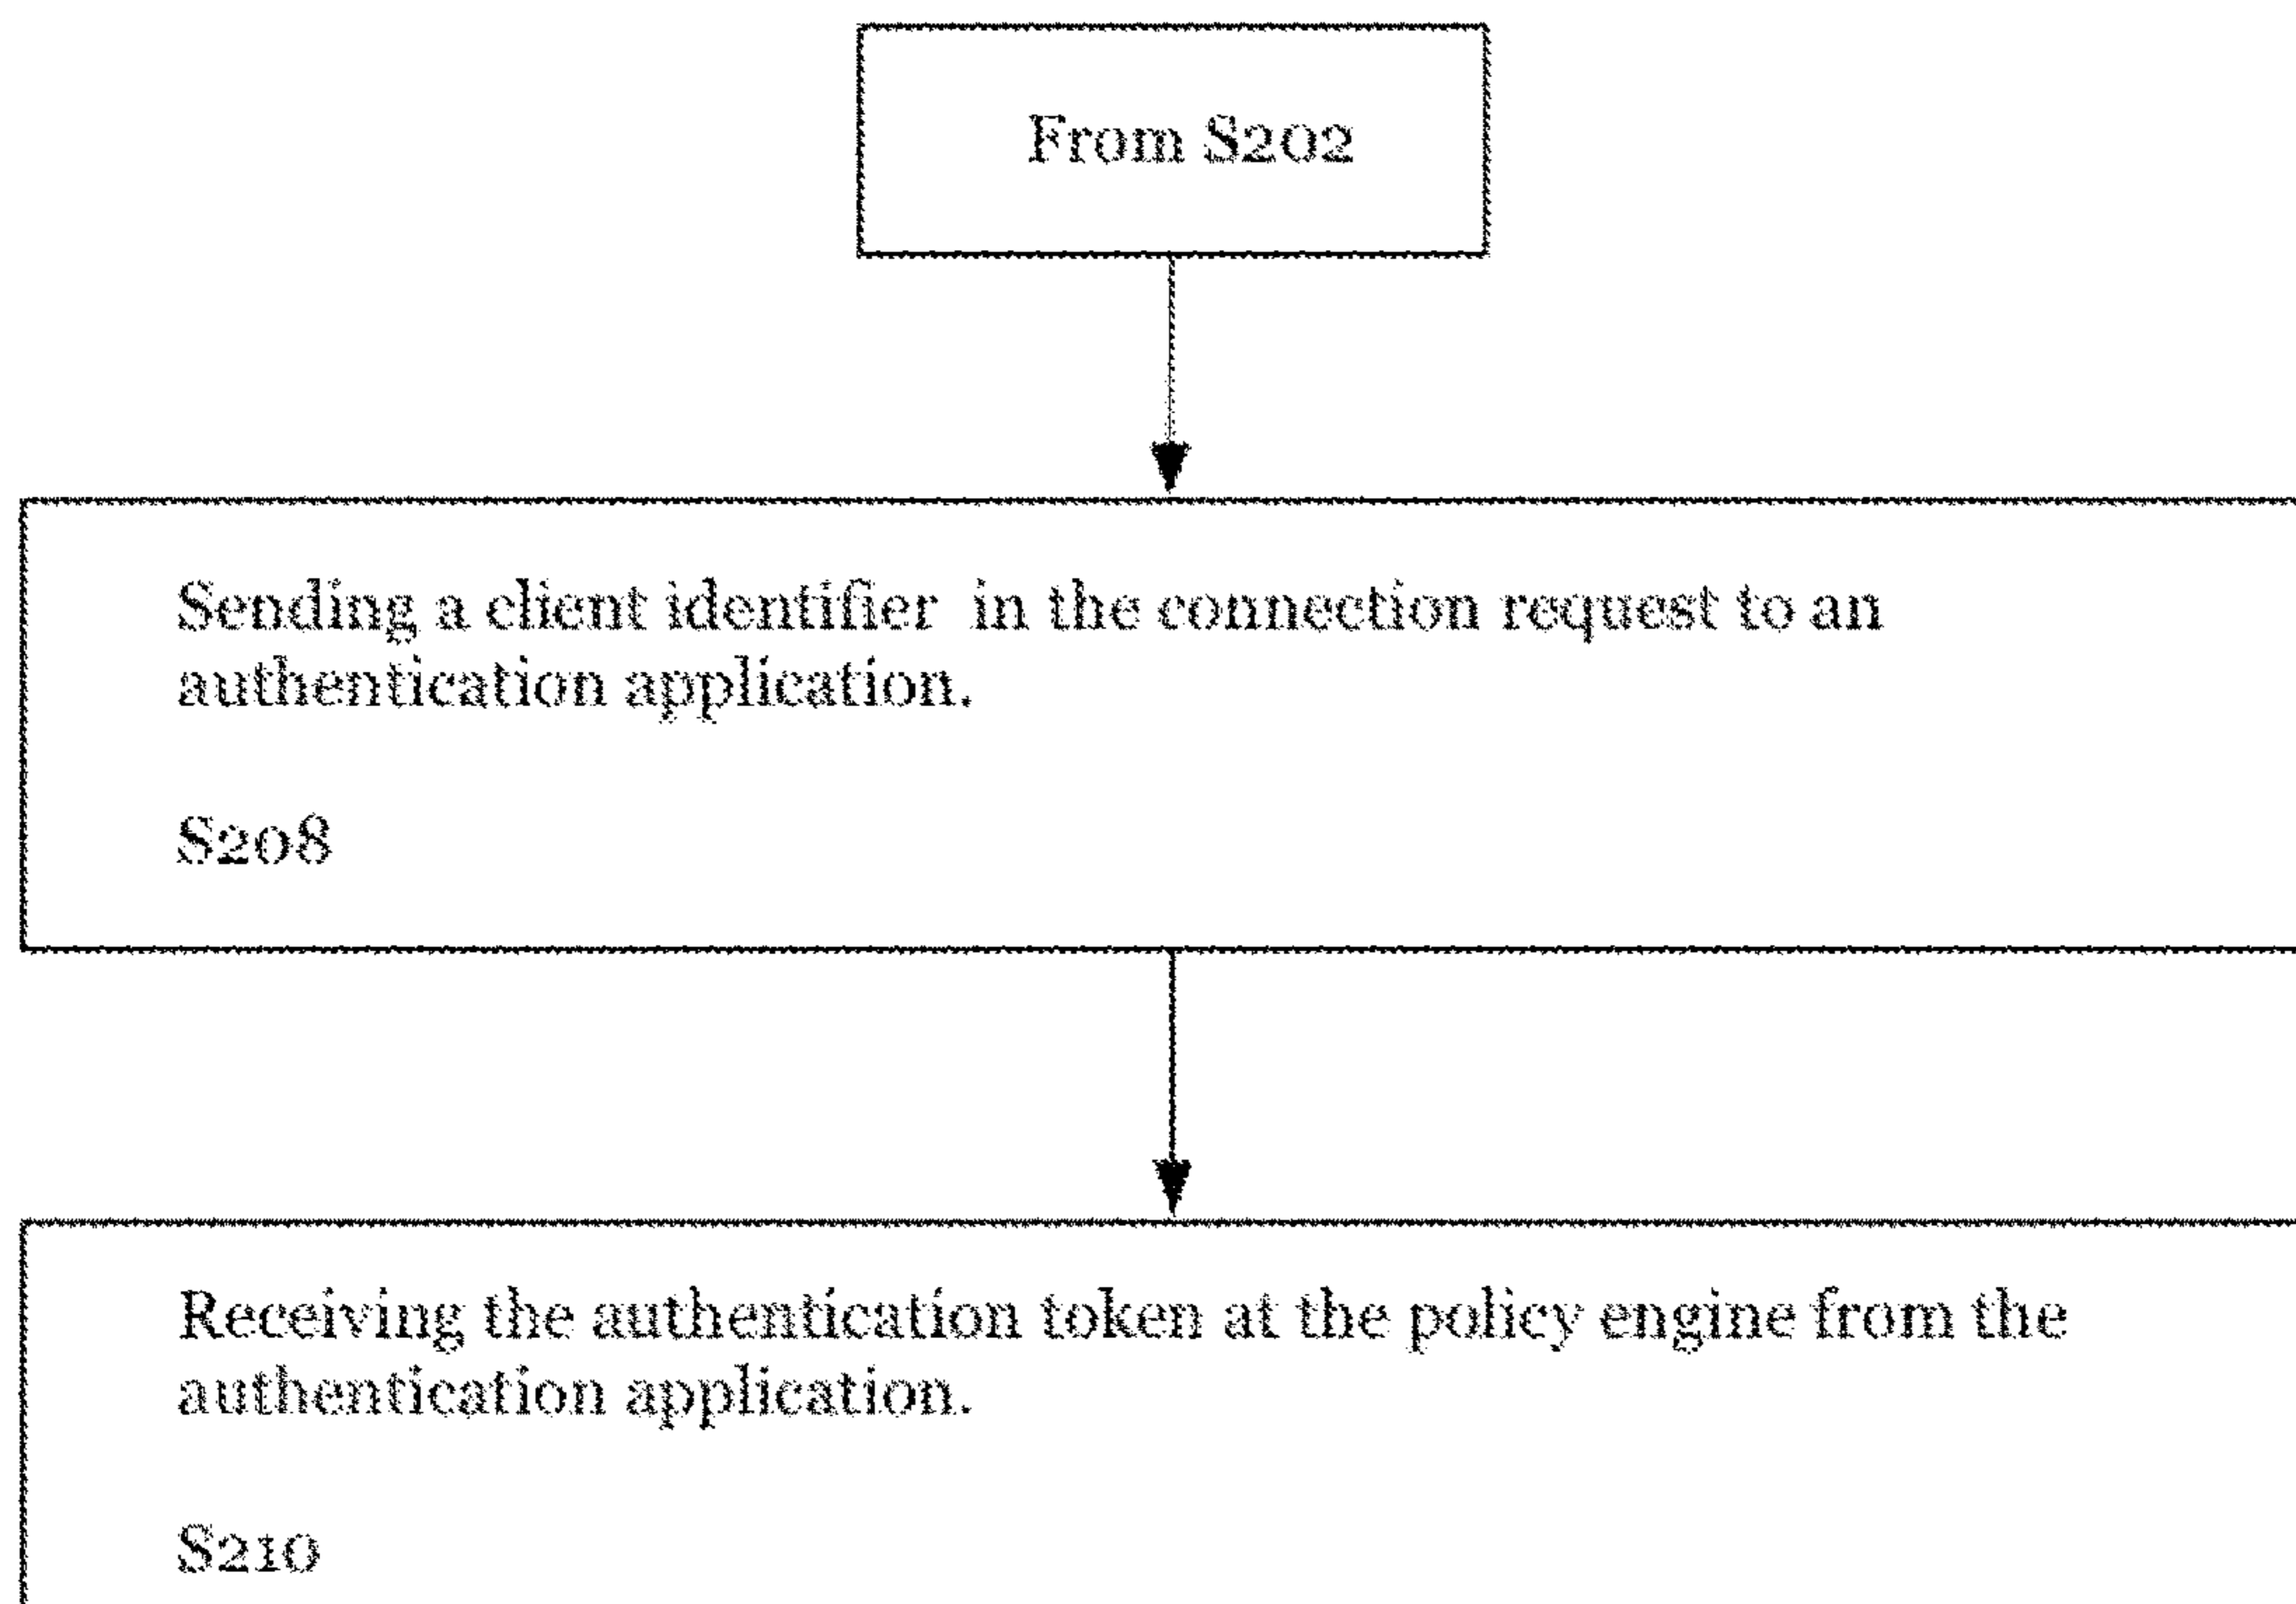 From S202
Sending a client identifier in the connection request to an
authentication application.
S208
Receiving the authentication token at the policy engine from the
authentication application.
S210